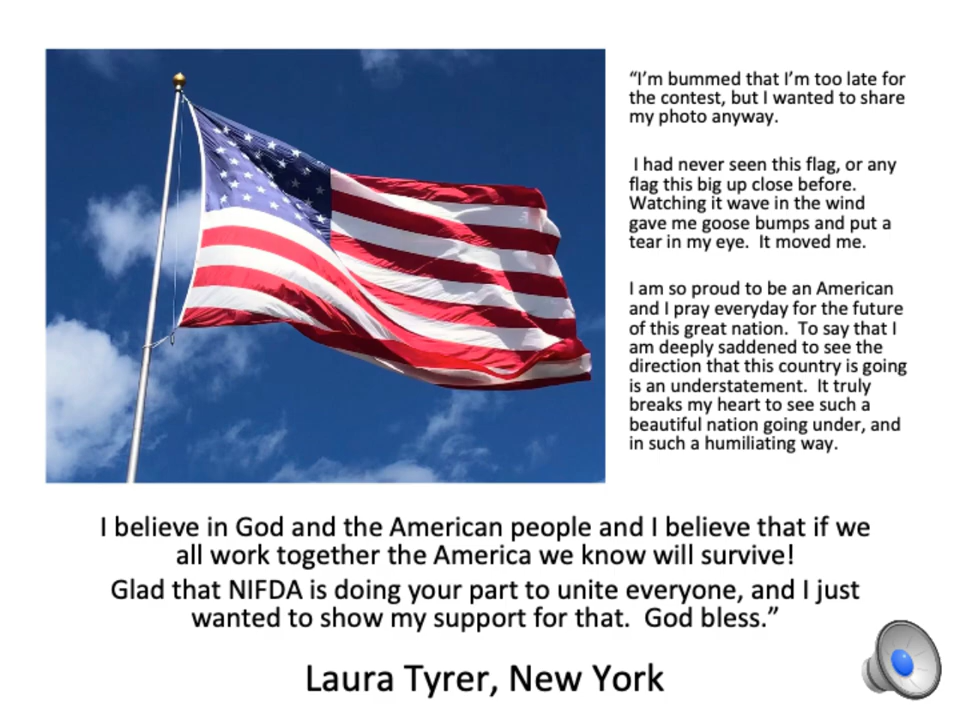 “I’m bummed that I’m too late for
the contest, but I wanted to share
my photo anyway.
I had never seen this flag, or any
flag this big up close before.
Watching it wave in the wind
gave me goose bumps and put a
tear in my eye.  It moved me.
I am so proud to be an American
and I pray everyday for the future
of this great nation.  To say that I
am deeply saddened to see the
direction that this country is going
is an understatement.  It truly
breaks my heart to see such a
beautiful nation going under, and
in such a humiliating way.
I believe in God and the American people and I believe that if we
all work together the America we know will survive!
Glad that NIFDA is doing your part to unite everyone, and I just
wanted to show my support for that.  God bless.”
Laura Tyrer, New York